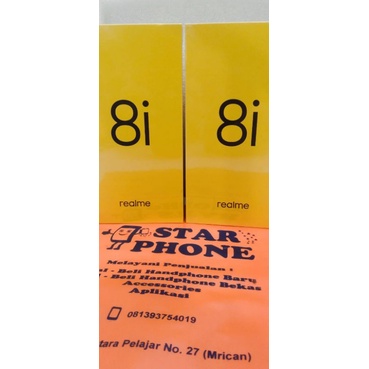 8i 8i
realme realme
STAR
PHONE
Melayani Penjualan :
- Beli Handphone Baru
- Beli Handphone Bekas
Accessories
Aplikasi
081393754019
Pelajar No. 27 (Mrican)